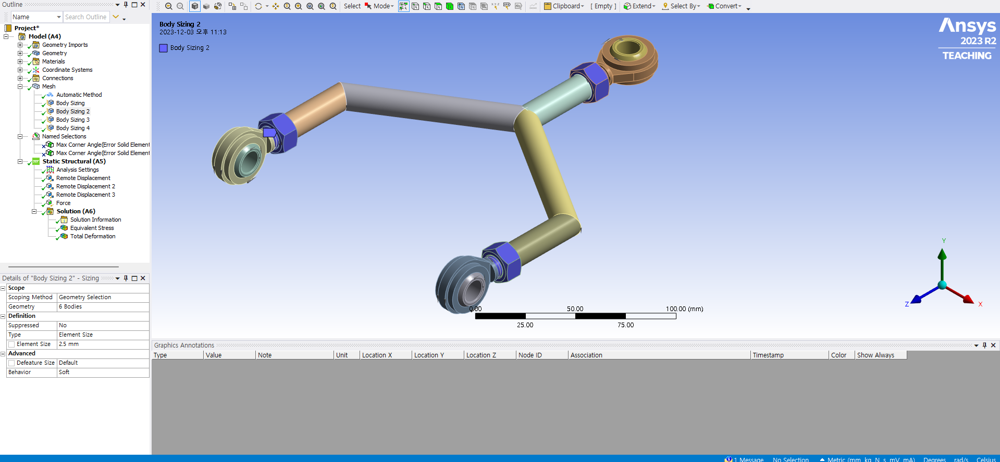 Outline
Name
Search Outline
Project*
Model (A4)
Geometry Imports
Geometry
Materials
Coordinate Systems
Connections
Mesh
Automatic Method
Body Sizing
Body Sizing 2
Body Sizing 3
Body Sizing 4
Named Selections
Max Corner Angle(Error Solid Element
Max Corner Angle(Error Solid Element
Static Structural (A5)
Analysis Settings
Remote Displacement
Remote Displacement 2
Remote Displacement 3
Force
Solution (A6)
Solution Information
Equivalent Stress
Total Deformation
Details of "Body Sizing 2" - Sizing
Scope
Scoping Method Geometry Selection
Geometry 6 Bodies
Definition
Suppressed No
Type Element Size
Element Size 2.5 mm
Advanced
Defeature Size Default
Behavior Soft
Select Mode Clipboard [ Empty ] Extend Select By Convert
Body Sizing 2
2023-12-03 오후 11:13
Body Sizing 2
Ansys
2023 R2
TEACHING
Y
Z
X
0.00 50.00 100.00 (mm)
25.00 75.00
Graphics Annotations
Type Value Note Unit Location X Location Y Location Z Node ID Association Timestamp Color Show Always
1 Message No Selection Metric (mm, kg, N, s, mV, mA) Degrees rad/s Celsius